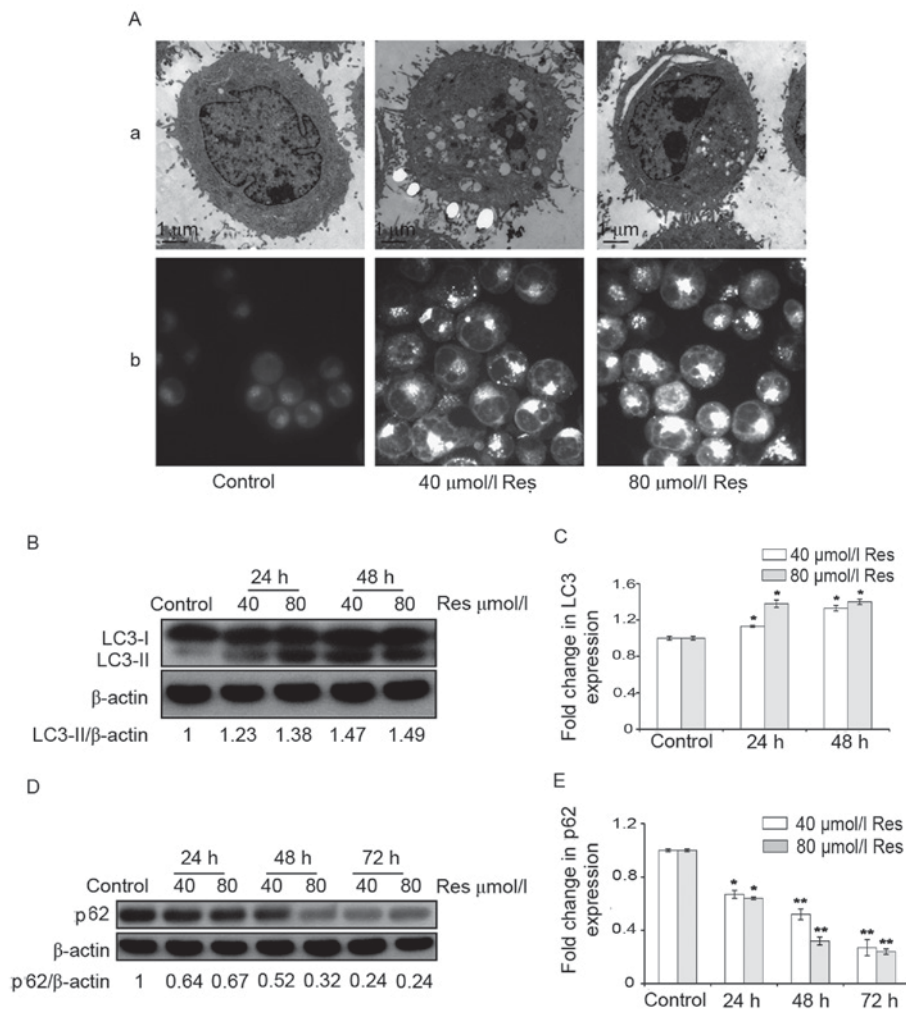 A
a
1 μm
1 μm
1 μm
b
Control
40 μmol/l Res
80 μmol/l Res
B
24 h
48 h
Control
40
80
40
80
Res μmol/l
LC3-I
LC3-II
β-actin
LC3-II/β-actin
1
1.23
1.38
1.47
1.49
C
40 μmol/l Res
80 μmol/l Res
Fold change in LC3
expression
1.6
1.2
0.8
0.4
0
*
*
*
*
Control
24 h
48 h
D
24 h
48 h
72 h
Control
40
80
40
80
40
80
Res μmol/l
p62
β-actin
p62/β-actin
1
0.64
0.67
0.52
0.32
0.24
0.24
E
40 μmol/l Res
80 μmol/l Res
Fold change in p62
expression
1.2
0.8
0.4
0
*
*
**
**
**
**
Control
24 h
48 h
72 h